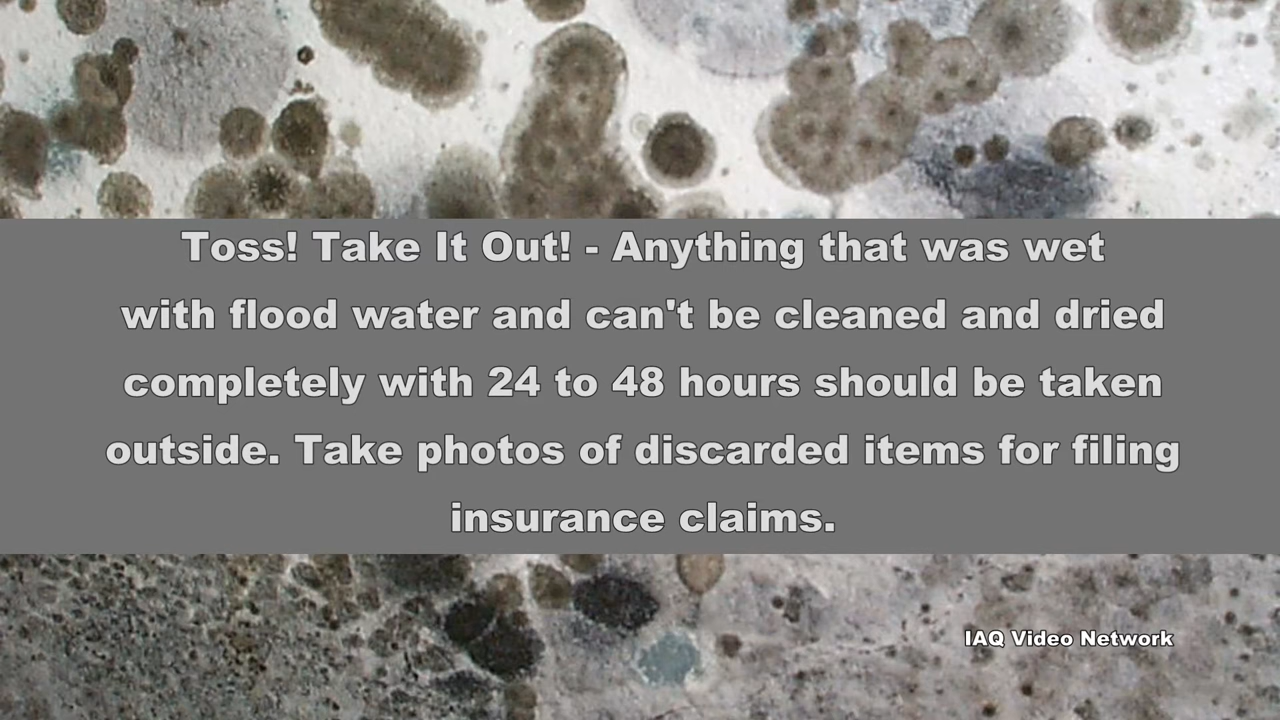 Toss! Take It Out! - Anything that was wet
with flood water and can't be cleaned and dried
completely with 24 to 48 hours should be taken
outside. Take photos of discarded items for filing
insurance claims.
IAQ Video Network